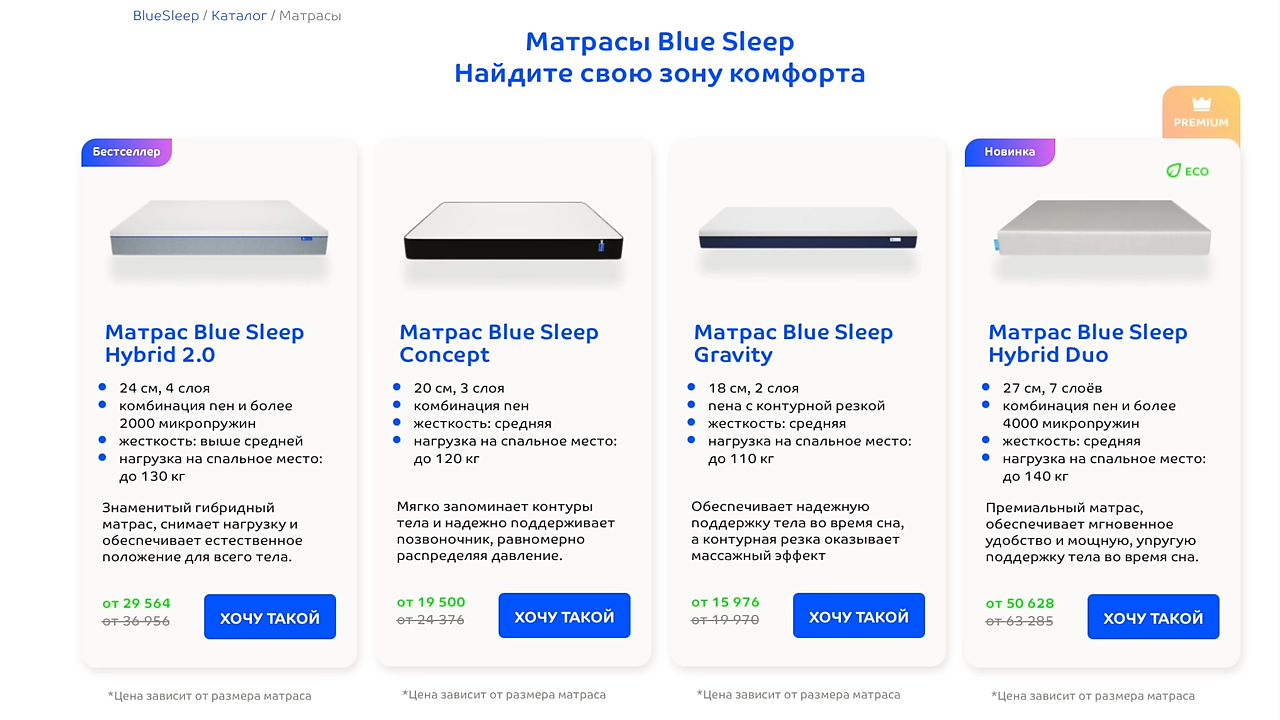 BlueSleep / Каталог / Матрасы
Матрасы Blue Sleep
Найдите свою зону комфорта
Бестселлер
Матрас Blue Sleep
Hybrid 2.0
24 см, 4 слоя
комбинация пен и более
2000 микропружин
жесткость: выше средней
нагрузка на спальное место:
до 130 кг
Знаменитый гибридный
матрас, снимает нагрузку и
обеспечивает естественное
положение для всего тела.
от 29 564
от 36 956
ХОЧУ ТАКОЙ
*Цена зависит от размера матраса
Матрас Blue Sleep
Concept
20 см, 3 слоя
комбинация пен
жесткость: средняя
нагрузка на спальное место:
до 120 кг
Мягко запоминает контуры
тела и надежно поддерживает
позвоночник, равномерно
распределяя давление.
от 19 500
от 24 376
ХОЧУ ТАКОЙ
*Цена зависит от размера матраса
Матрас Blue Sleep
Gravity
18 см, 2 слоя
пена с контурной резкой
жесткость: средняя
нагрузка на спальное место:
до 110 кг
Обеспечивает надежную
поддержку тела во время сна,
а контурная резка оказывает
массажный эффект
от 15 976
от 19 970
ХОЧУ ТАКОЙ
*Цена зависит от размера матраса
PREMIUM
Новинка
ECO
Матрас Blue Sleep
Hybrid Duo
27 см, 7 слоёв
комбинация пен и более
4000 микропружин
жесткость: средняя
нагрузка на спальное место:
до 140 кг
Премиальный матрас,
обеспечивает мгновенное
удобство и мощную, упругую
поддержку тела во время сна.
от 50 628
от 63 285
ХОЧУ ТАКОЙ
*Цена зависит от размера матраса